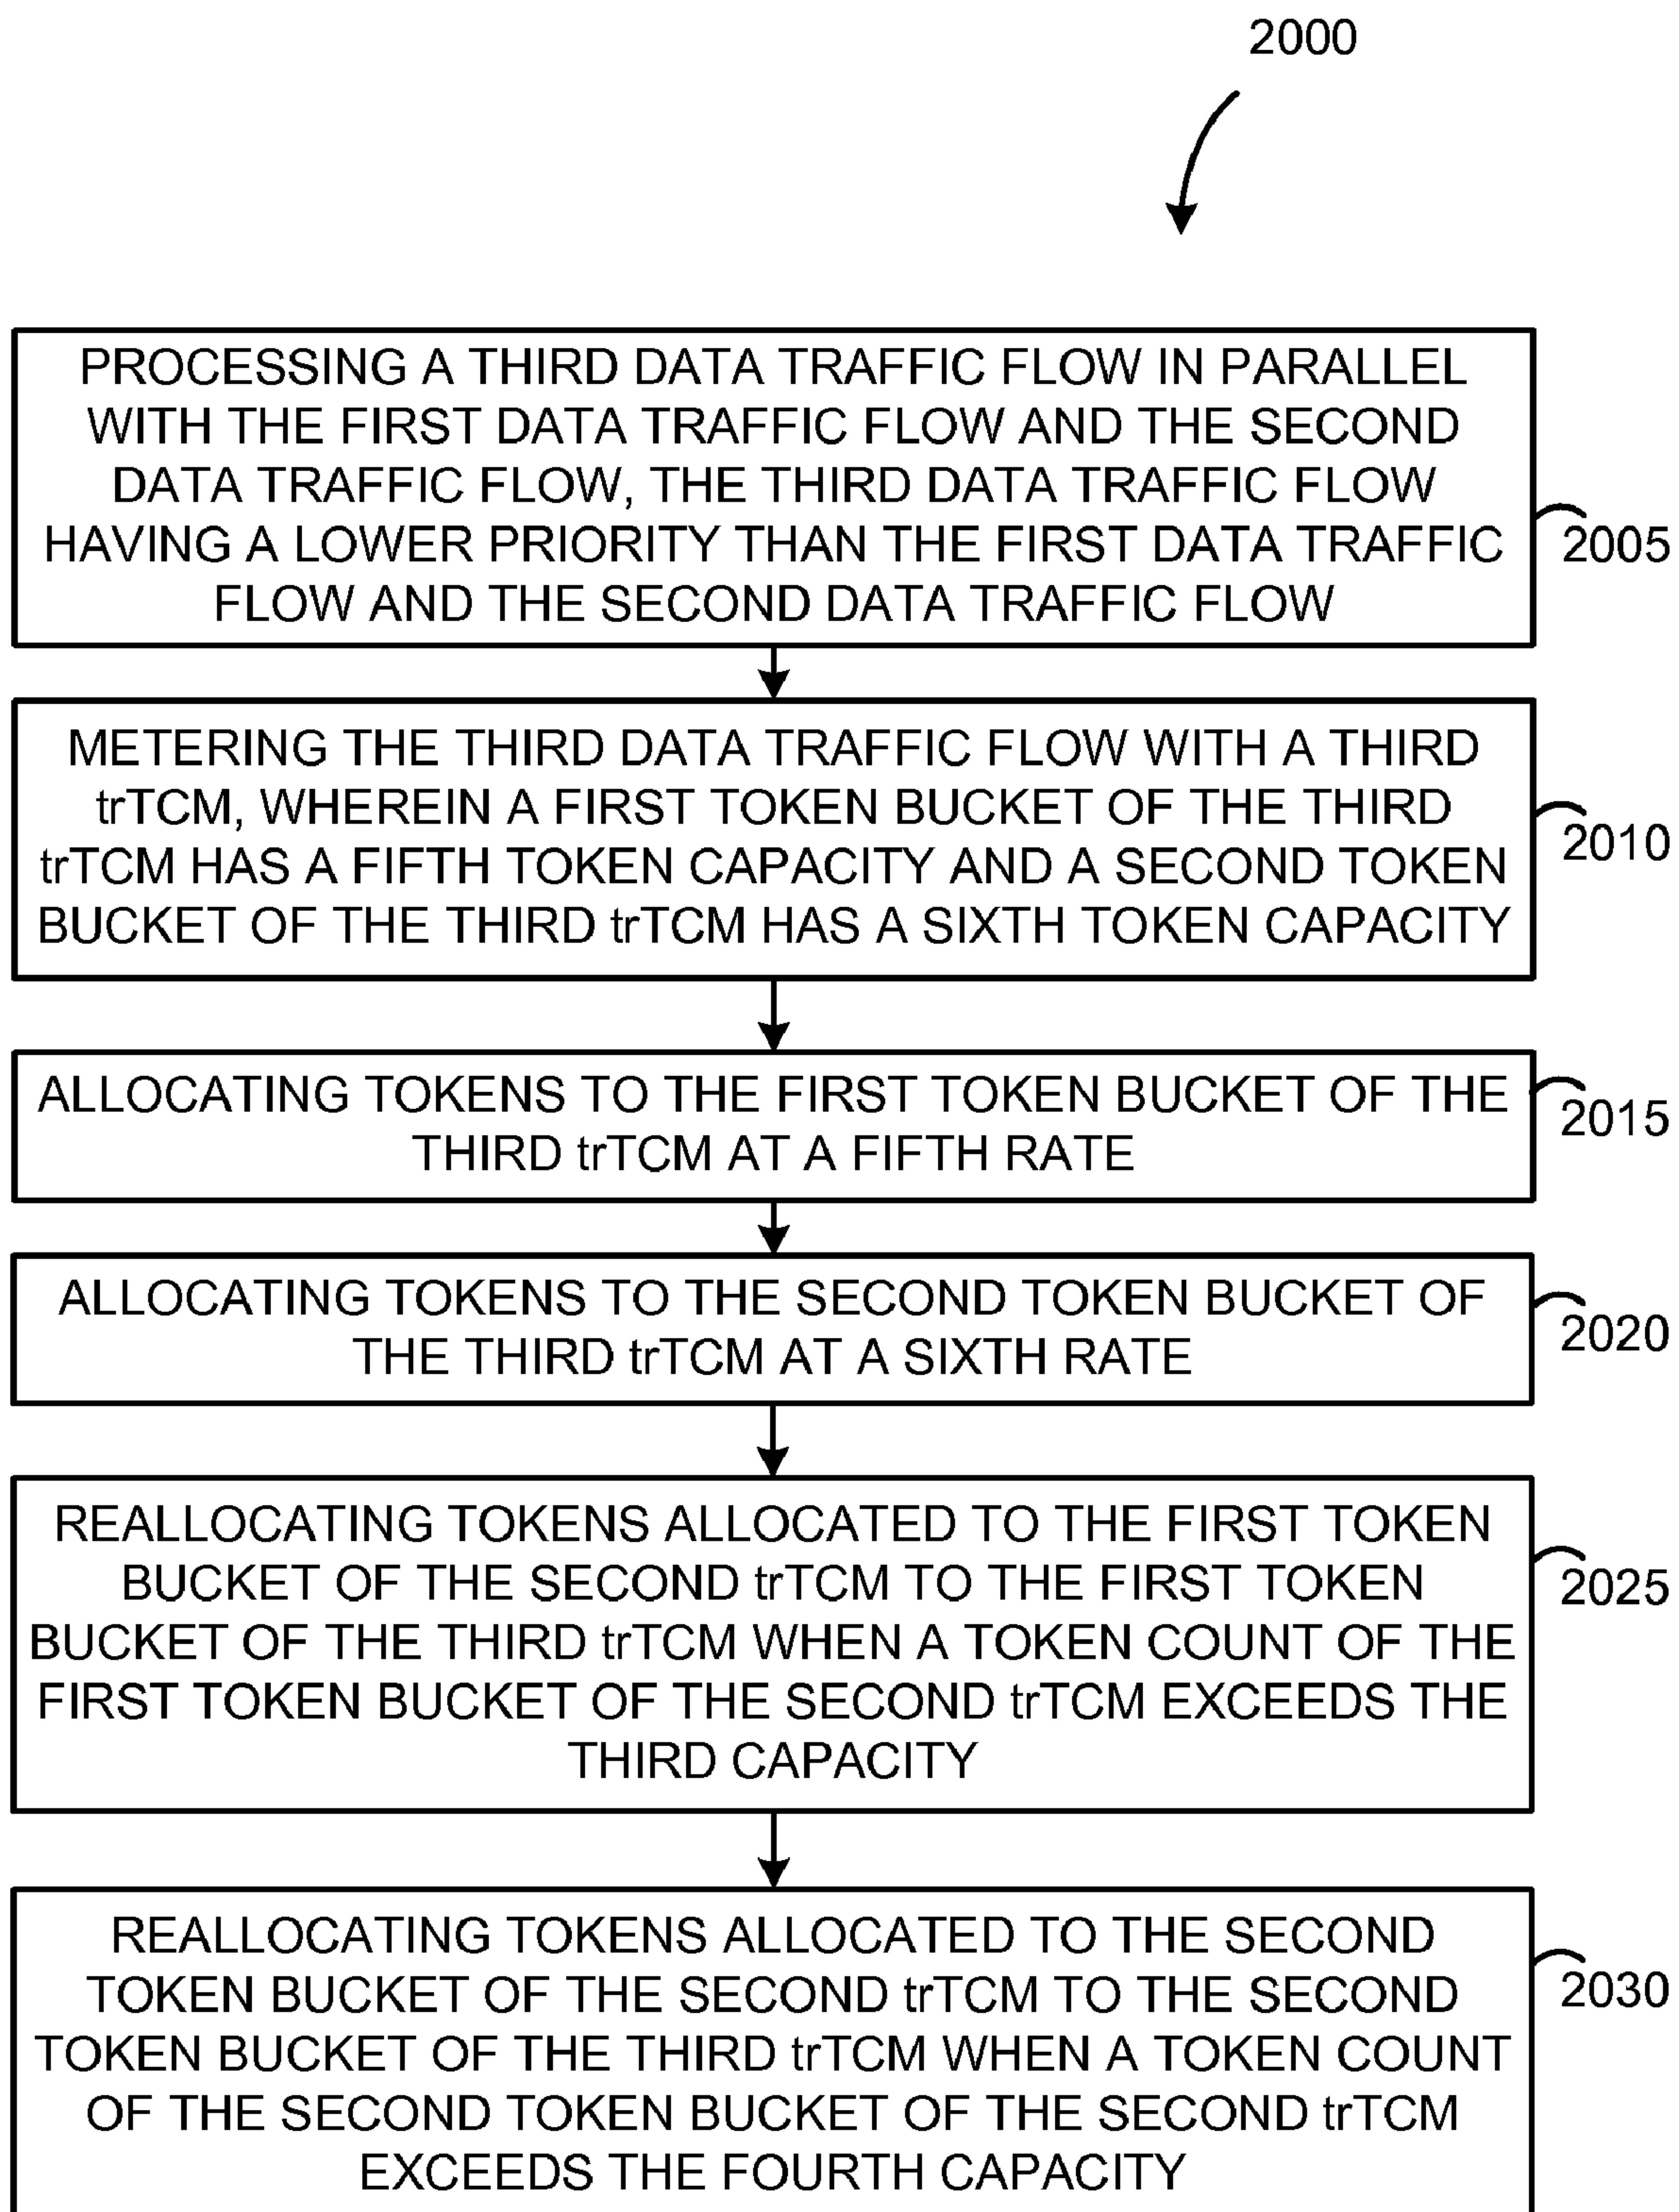 2000
PROCESSING A THIRD DATA TRAFFIC FLOW IN PARALLEL
WITH THE FIRST DATA TRAFFIC FLOW AND THE SECOND
DATA TRAFFIC FLOW, THE THIRD DATA TRAFFIC FLOW
HAVING A LOWER PRIORITY THAN THE FIRST DATA TRAFFIC
FLOW AND THE SECOND DATA TRAFFIC FLOW
2005
METERING THE THIRD DATA TRAFFIC FLOW WITH A THIRD
trTCM, WHEREIN A FIRST TOKEN BUCKET OF THE THIRD
trTCM HAS A FIFTH TOKEN CAPACITY AND A SECOND TOKEN
BUCKET OF THE THIRD trTCM HAS A SIXTH TOKEN CAPACITY
2010
ALLOCATING TOKENS TO THE FIRST TOKEN BUCKET OF THE
THIRD trTCM AT A FIFTH RATE
2015
ALLOCATING TOKENS TO THE SECOND TOKEN BUCKET OF
THE THIRD trTCM AT A SIXTH RATE
2020
REALLOCATING TOKENS ALLOCATED TO THE FIRST TOKEN
BUCKET OF THE SECOND trTCM TO THE FIRST TOKEN
BUCKET OF THE THIRD trTCM WHEN A TOKEN COUNT OF THE
FIRST TOKEN BUCKET OF THE SECOND trTCM EXCEEDS THE
THIRD CAPACITY
2025
REALLOCATING TOKENS ALLOCATED TO THE SECOND
TOKEN BUCKET OF THE SECOND trTCM TO THE SECOND
TOKEN BUCKET OF THE THIRD trTCM WHEN A TOKEN COUNT
OF THE SECOND TOKEN BUCKET OF THE SECOND trTCM
EXCEEDS THE FOURTH CAPACITY
2030